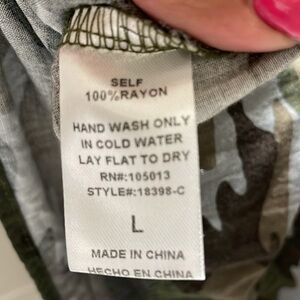 SELF
100%RAYON
HAND WASH ONLY
IN COLD WATER
LAY FLAT TO DRY
RN#:105013
STYLE#:18398-C
L
MADE IN CHINA
HECHO EN CHINA